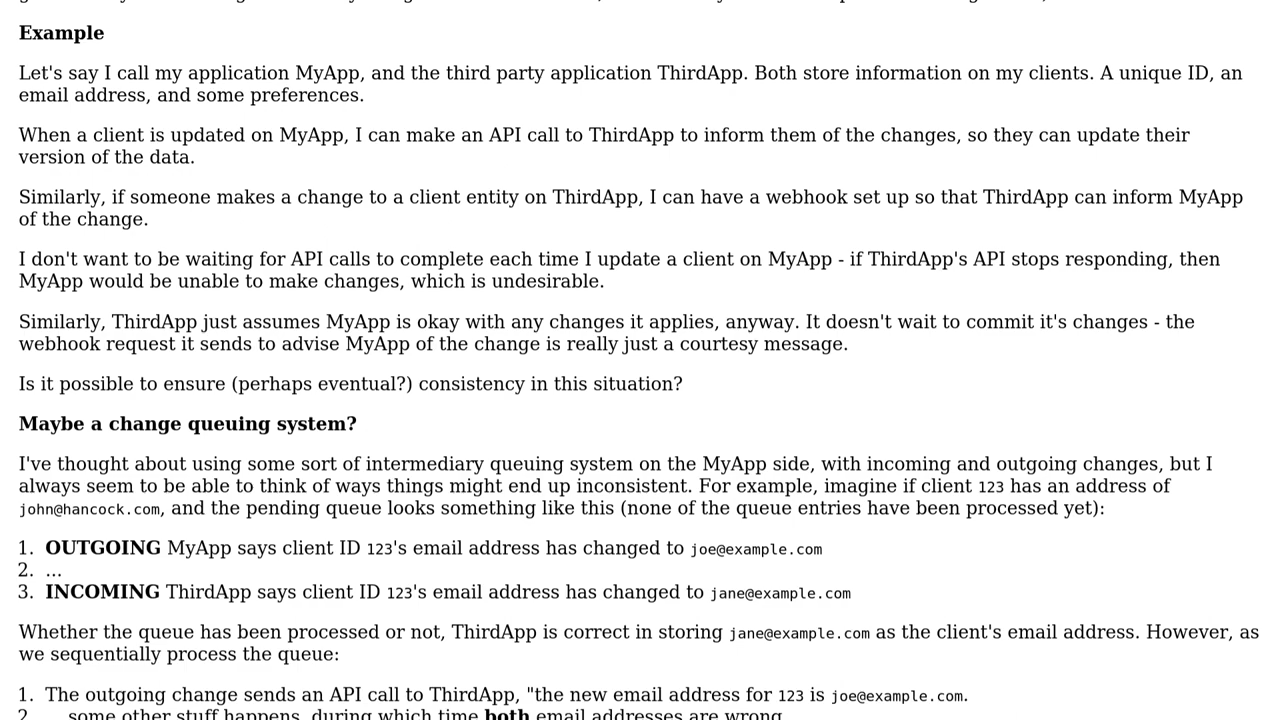 Example
Let's say I call my application MyApp, and the third party application ThirdApp. Both store information on my clients. A unique ID, an
email address, and some preferences.
When a client is updated on MyApp, I can make an API call to ThirdApp to inform them of the changes, so they can update their
version of the data.
Similarly, if someone makes a change to a client entity on ThirdApp, I can have a webhook set up so that ThirdApp can inform MyApp
of the change.
I don't want to be waiting for API calls to complete each time I update a client on MyApp - if ThirdApp's API stops responding, then
MyApp would be unable to make changes, which is undesirable.
Similarly, ThirdApp just assumes MyApp is okay with any changes it applies, anyway. It doesn't wait to commit it's changes - the
webhook request it sends to advise MyApp of the change is really just a courtesy message.
Is it possible to ensure (perhaps eventual?) consistency in this situation?
Maybe a change queuing system?
I've thought about using some sort of intermediary queuing system on the MyApp side, with incoming and outgoing changes, but I
always seem to be able to think of ways things might end up inconsistent. For example, imagine if client 123 has an address of
john@hancock.com, and the pending queue looks something like this (none of the queue entries have been processed yet):
1. OUTGOING MyApp says client ID 123's email address has changed to joe@example.com
2. ...
3. INCOMING ThirdApp says client ID 123's email address has changed to jane@example.com
Whether the queue has been processed or not, ThirdApp is correct in storing jane@example.com as the client's email address. However, as
we sequentially process the queue:
1. The outgoing change sends an API call to ThirdApp, "the new email address for 123 is joe@example.com.
2. ... some other stuff happens, during which time both email addresses are wrong